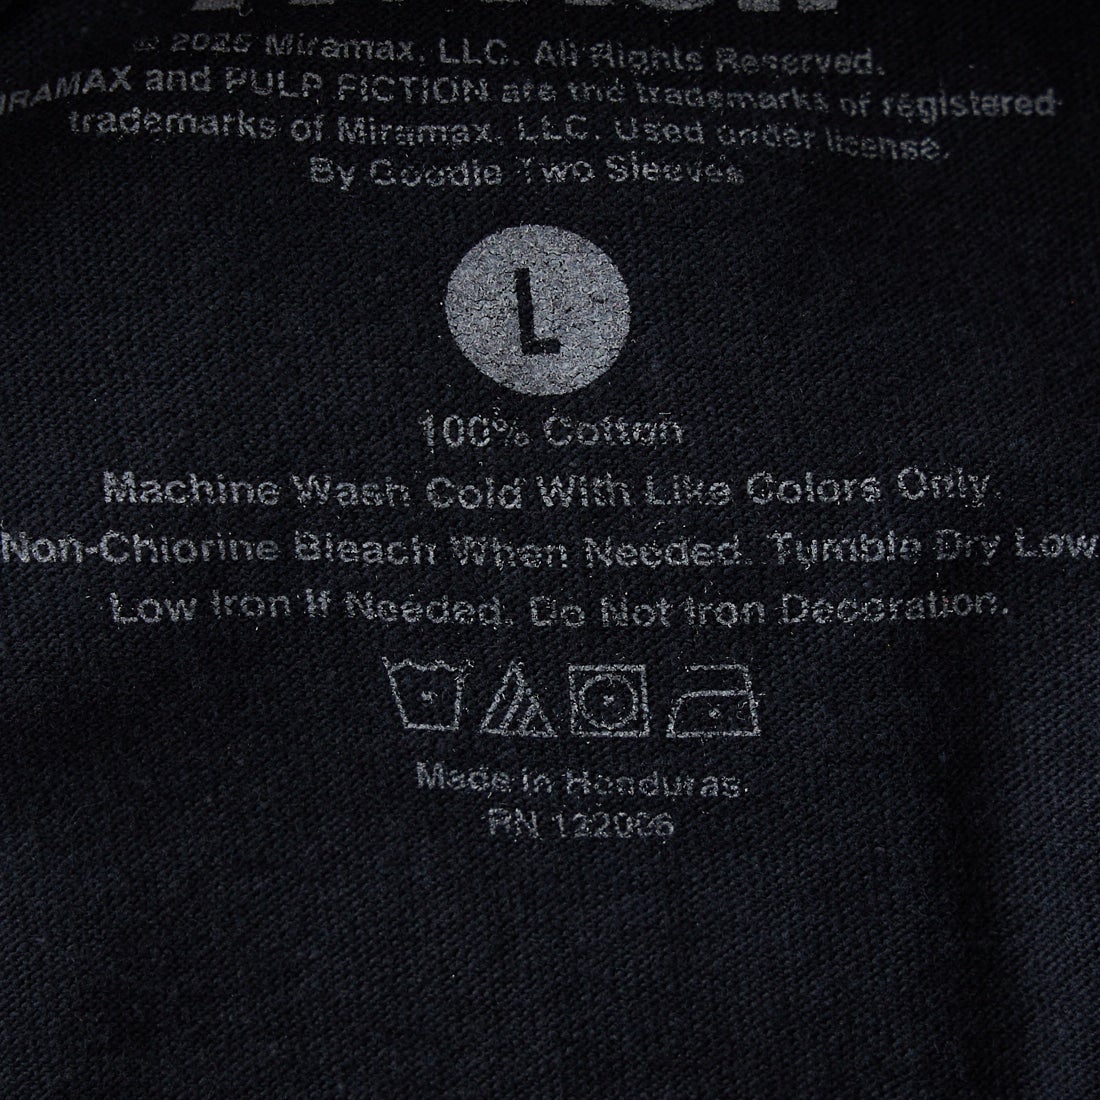 © 2025 Miramax, LLC. All Rights Reserved.
IRAMAX and PULP FICTION are the trademarks or registered
trademarks of Miramax, LLC. Used under license.
By Goodie Two Sleeves
L
100% Cotton
Machine Wash Cold With Like Colors Only.
Non-Chlorine Bleach When Needed. Tumble Dry Low
Low Iron If Needed. Do Not Iron Decoration.
Made in Honduras
RN 122086